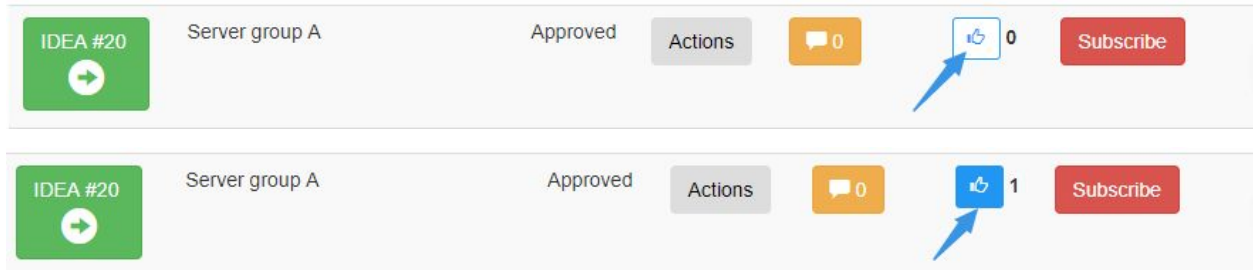 IDEA #20 Server group A Approved Actions 0 0 Subscribe
IDEA #20 Server group A Approved Actions 0 1 Subscribe